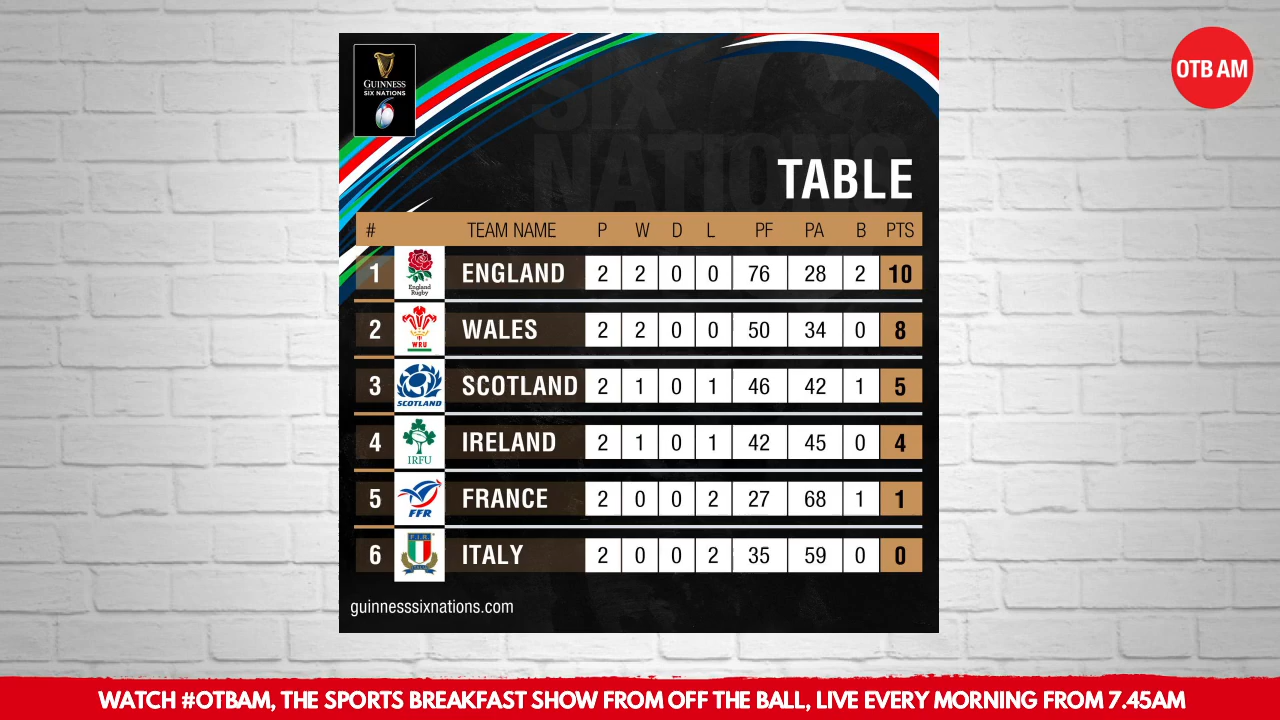 OTB AM
GUINNESS
SIX NATIONS
SIX
NATIONS
TABLE
# TEAM NAME P W D L PF PA B PTS
1 England Rugby ENGLAND 2 2 0 0 76 28 2 10
2 WRU WALES 2 2 0 0 50 34 0 8
3 SCOTLAND SCOTLAND 2 1 0 1 46 42 1 5
4 IRFU IRELAND 2 1 0 1 42 45 0 4
5 FFR FRANCE 2 0 0 2 27 68 1 1
6 F.I.R. ITALY 2 0 0 2 35 59 0 0
guinnesssixnations.com
WATCH #OTBAM, THE SPORTS BREAKFAST SHOW FROM OFF THE BALL, LIVE EVERY MORNING FROM 7.45AM